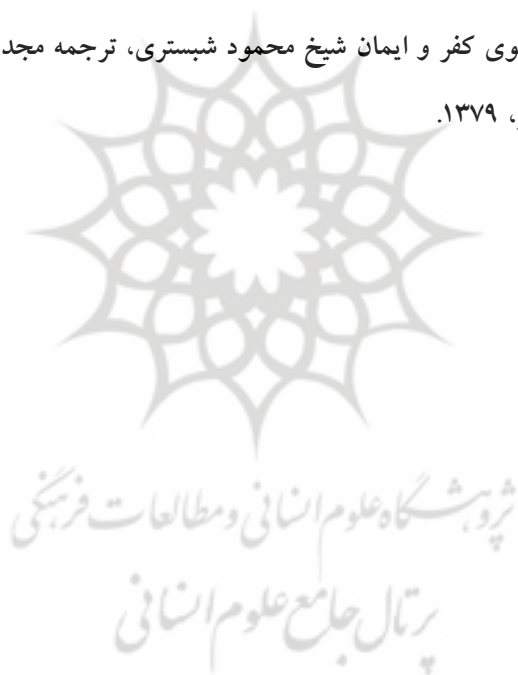 وی کفر و ایمان شیخ محمود شبستری، ترجمه مجد
، ۱۳۷۹.
پژوهشگاه علوم انسانی و مطالعات فرهنگی
پرتال جامع علوم انسانی